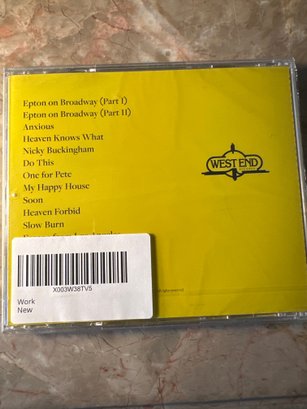 Epton on Broadway (Part I)
Epton on Broadway (Part II)
Anxious
Heaven Knows What
Nicky Buckingham
Do This
One for Pete
My Happy House
Soon
Heaven Forbid
Slow Burn
WEST END
X003W38TV5
Work
New